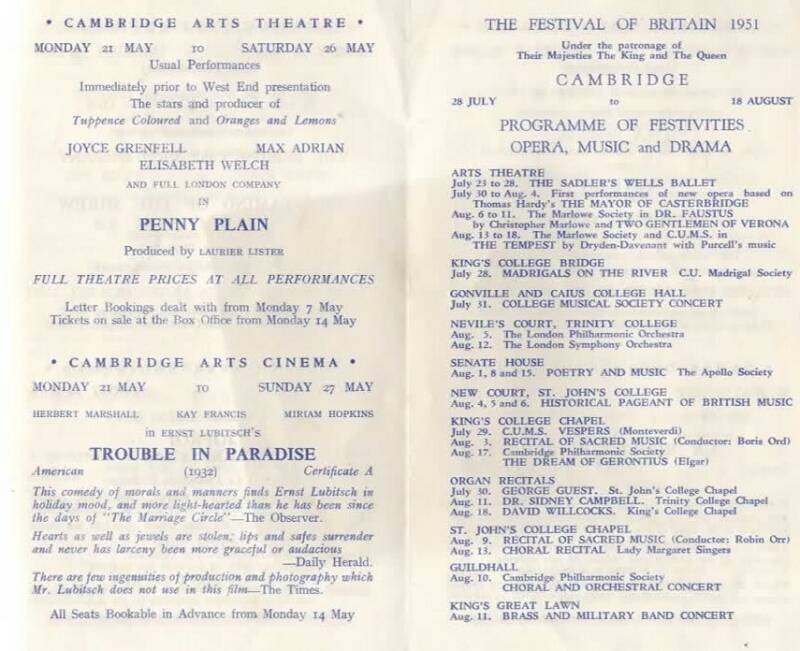 • CAMBRIDGE ARTS THEATRE •
MONDAY 21 MAY TO SATURDAY 26 MAY
Usual Performances
Immediately prior to West End presentation
The stars and producer of
Tuppence Coloured and Oranges and Lemons
JOYCE GRENFELL MAX ADRIAN
ELISABETH WELCH
AND FULL LONDON COMPANY
IN
PENNY PLAIN
Produced by LAURIER LISTER
FULL THEATRE PRICES AT ALL PERFORMANCES
Letter Bookings dealt with from Monday 7 May
Tickets on sale at the Box Office from Monday 14 May
• CAMBRIDGE ARTS CINEMA •
MONDAY 21 MAY TO SUNDAY 27 MAY
HERBERT MARSHALL KAY FRANCIS MIRIAM HOPKINS
in ERNST LUBITSCH'S
TROUBLE IN PARADISE
American (1932) Certificate A
This comedy of morals and manners finds Ernst Lubitsch in
holiday mood, and more light-hearted than he has been since
the days of "The Marriage Circle"—The Observer.
Hearts as well as jewels are stolen; lips and safes surrender
and never has larceny been more graceful or audacious
—Daily Herald.
There are few ingenuities of production and photography which
Mr. Lubitsch does not use in this film—The Times.
All Seats Bookable in Advance from Monday 14 May
THE FESTIVAL OF BRITAIN 1951
Under the patronage of
Their Majesties The King and The Queen
CAMBRIDGE
28 JULY to 18 AUGUST
PROGRAMME OF FESTIVITIES
OPERA, MUSIC and DRAMA
ARTS THEATRE
July 23 to 28. THE SADLER'S WELLS BALLET
July 30 to Aug. 4. First performances of new opera based on
Thomas Hardy's THE MAYOR OF CASTERBRIDGE
Aug. 6 to 11. The Marlowe Society in DR. FAUSTUS
by Christopher Marlowe and TWO GENTLEMEN OF VERONA
Aug. 13 to 18. The Marlowe Society and C.U.M.S. in
THE TEMPEST by Dryden-Davenant with Purcell's music
KING'S COLLEGE BRIDGE
July 28. MADRIGALS ON THE RIVER C.U. Madrigal Society
GONVILLE AND CAIUS COLLEGE HALL
July 31. COLLEGE MUSICAL SOCIETY CONCERT
NEVILE'S COURT, TRINITY COLLEGE
Aug. 5. The London Philharmonic Orchestra
Aug. 12. The London Symphony Orchestra
SENATE HOUSE
Aug. 1, 8 and 15. POETRY AND MUSIC The Apollo Society
NEW COURT, ST. JOHN'S COLLEGE
Aug. 4, 5 and 6. HISTORICAL PAGEANT OF BRITISH MUSIC
KING'S COLLEGE CHAPEL
July 29. C.U.M.S. VESPERS (Monteverdi)
Aug. 3. RECITAL OF SACRED MUSIC (Conductor: Boris Ord)
Aug. 17. Cambridge Philharmonic Society
THE DREAM OF GERONTIUS (Elgar)
ORGAN RECITALS
July 30. GEORGE GUEST. St. John's College Chapel
Aug. 11. DR. SIDNEY CAMPBELL. Trinity College Chapel
Aug. 18. DAVID WILLCOCKS. King's College Chapel
ST. JOHN'S COLLEGE CHAPEL
Aug. 9. RECITAL OF SACRED MUSIC (Conductor: Robin Orr)
Aug. 13. CHORAL RECITAL Lady Margaret Singers
GUILDHALL
Aug. 10. Cambridge Philharmonic Society
CHORAL AND ORCHESTRAL CONCERT
KING'S GREAT LAWN
Aug. 11. BRASS AND MILITARY BAND CONCERT